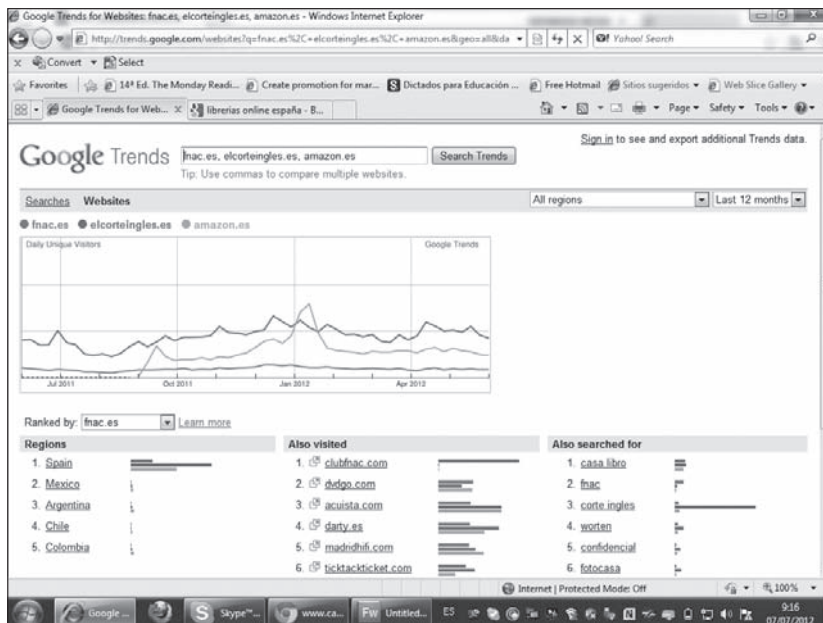 Google Trends for Websites: fnac.es, elcorteingles.es, amazon.es - Windows Internet Explorer
http://trends.google.com/websites?q=fnac.es%2C+elcorteingles.es%2C+amazon.es&geo=all&da
Yahoo! Search
x Convert Select
Favorites 14ª Ed. The Monday Readi... Create promotion for mar... Dictados para Educación ... Free Hotmail Sitios sugeridos Web Slice Gallery
Google Trends for Web... X librerias online españa - B... Page Safety Tools
Sign in to see and export additional Trends data.
Google Trends fnac.es, elcorteingles.es, amazon.es Search Trends
Tip: Use commas to compare multiple websites.
Searches Websites All regions Last 12 months
fnac.es elcorteingles.es amazon.es
Daily Unique Visitors Google Trends
Jul 2011 Oct 2011 Jan 2012 Apr 2012
Ranked by: fnac.es Learn more
Regions Also visited Also searched for
1. Spain 1. clubfnac.com 1. casa libro
2. Mexico 2. dvdgo.com 2. fnac
3. Argentina 3. acuista.com 3. corte ingles
4. Chile 4. darty.es 4. worten
5. Colombia 5. madridhifi.com 5. confidencial
6. ticktackticket.com 6. fotocasa
Internet | Protected Mode: Off 100%
Google ... Skype™... www.ca... Fw Untitled... ES 9:16
07/07/2012